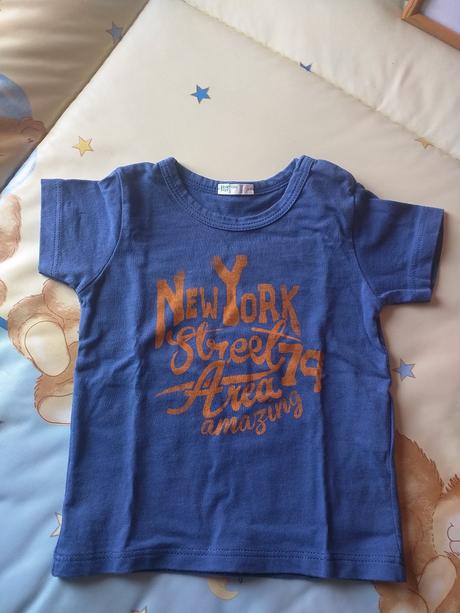 NEW YORK
Street 79
Area
amazing